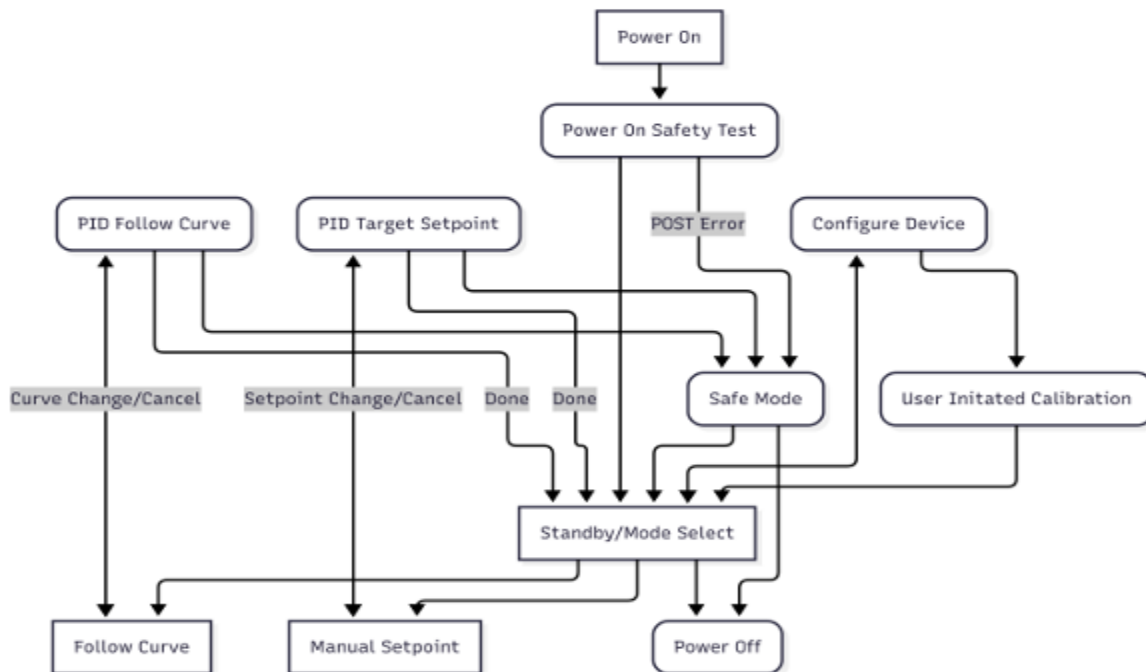 Power On
Power On Safety Test
PID Follow Curve
PID Target Setpoint
POST Error
Configure Device
Curve Change/Cancel
Setpoint Change/Cancel
Done
Done
Safe Mode
User Initated Calibration
Standby/Mode Select
Follow Curve
Manual Setpoint
Power Off